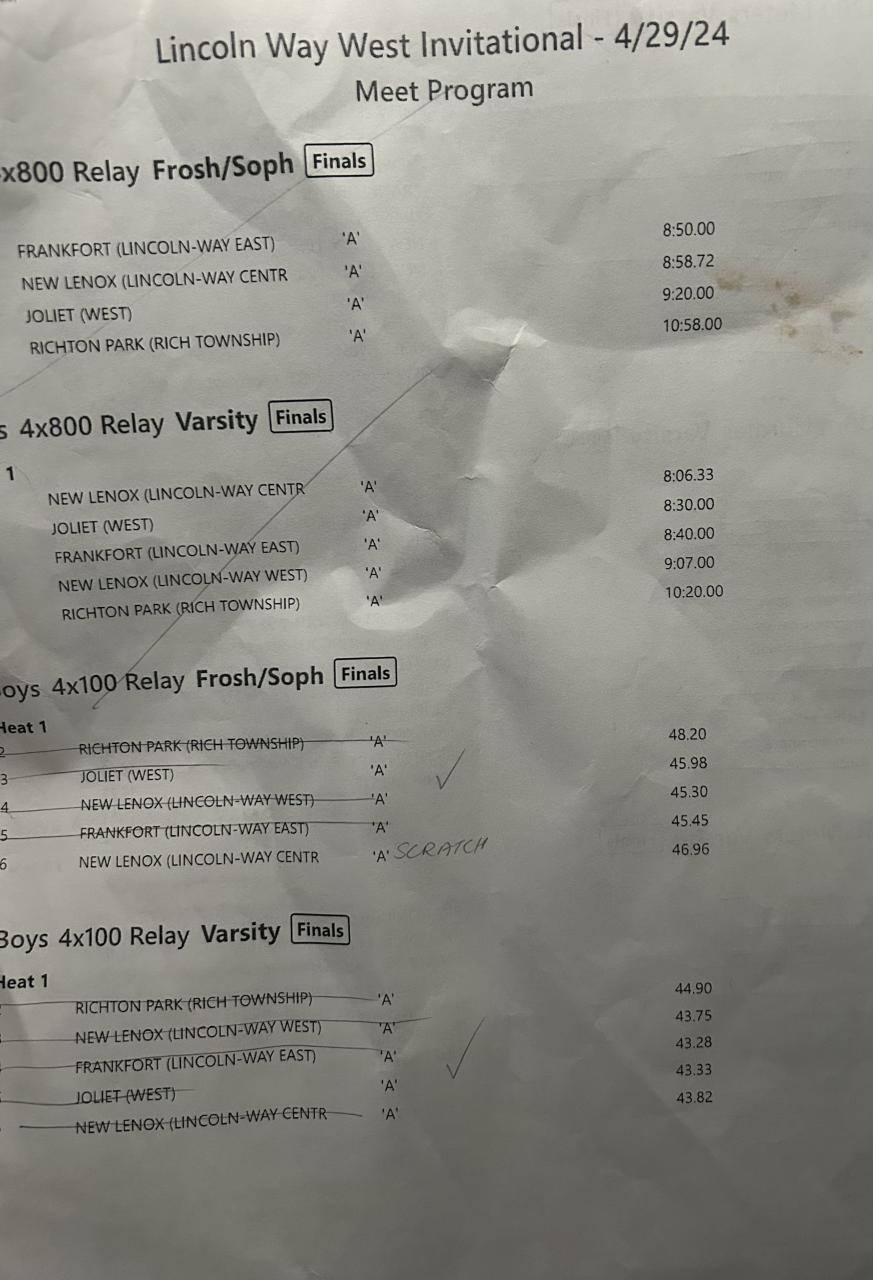 Lincoln Way West Invitational - 4/29/24
Meet Program
x800 Relay Frosh/Soph Finals
FRANKFORT (LINCOLN-WAY EAST) 'A' 8:50.00
NEW LENOX (LINCOLN-WAY CENTR 'A' 8:58.72
JOLIET (WEST) 'A' 9:20.00
RICHTON PARK (RICH TOWNSHIP) 'A' 10:58.00
s 4x800 Relay Varsity Finals
1
NEW LENOX (LINCOLN-WAY CENTR 'A' 8:06.33
JOLIET (WEST) 'A' 8:30.00
FRANKFORT (LINCOLN-WAY EAST) 'A' 8:40.00
NEW LENOX (LINCOLN-WAY WEST) 'A' 9:07.00
RICHTON PARK (RICH TOWNSHIP) 'A' 10:20.00
oys 4x100 Relay Frosh/Soph Finals
Heat 1
2 RICHTON PARK (RICH TOWNSHIP) 'A' 48.20
3 JOLIET (WEST) 'A' 45.98
4 NEW LENOX (LINCOLN-WAY WEST) 'A' 45.30
5 FRANKFORT (LINCOLN-WAY EAST) 'A' 45.45
6 NEW LENOX (LINCOLN-WAY CENTR 'A' SCRATCH 46.96
Boys 4x100 Relay Varsity Finals
Heat 1
RICHTON PARK (RICH TOWNSHIP) 'A' 44.90
NEW LENOX (LINCOLN-WAY WEST) 'A' 43.75
FRANKFORT (LINCOLN-WAY EAST) 'A' 43.28
JOLIET (WEST) 'A' 43.33
NEW LENOX (LINCOLN-WAY CENTR 'A' 43.82